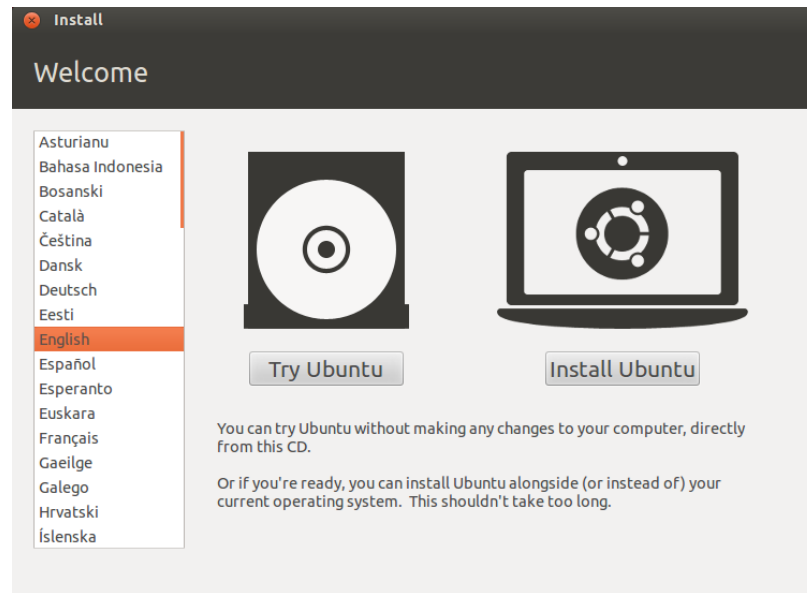 Install
Welcome
Asturianu
Bahasa Indonesia
Bosanski
Català
Čeština
Dansk
Deutsch
Eesti
English
Español
Esperanto
Euskara
Français
Gaeilge
Galego
Hrvatski
Íslenska
Try Ubuntu
Install Ubuntu
You can try Ubuntu without making any changes to your computer, directly
from this CD.
Or if you're ready, you can install Ubuntu alongside (or instead of) your
current operating system. This shouldn't take too long.